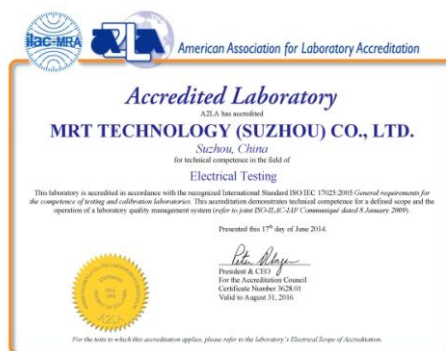 ilac-MRA
A2LA
American Association for Laboratory Accreditation
Accredited Laboratory
A2LA has accredited
MRT TECHNOLOGY (SUZHOU) CO., LTD.
Suzhou, China
for technical competence in the field of
Electrical Testing
This laboratory is accredited in accordance with the recognized International Standard ISO/IEC 17025:2005 General requirements for
the competence of testing and calibration laboratories. This accreditation demonstrates technical competence for a defined scope and the
operation of a laboratory quality management system (refer to joint ISO-ILAC-IAF Communiqué dated 8 January 2009).
Presented this 17th day of June 2014.
President & CEO
For the Accreditation Council
Certificate Number 3628.01
Valid to August 31, 2016
A2LA
For the tests to which this accreditation applies, please refer to the laboratory's Electrical Scope of Accreditation.